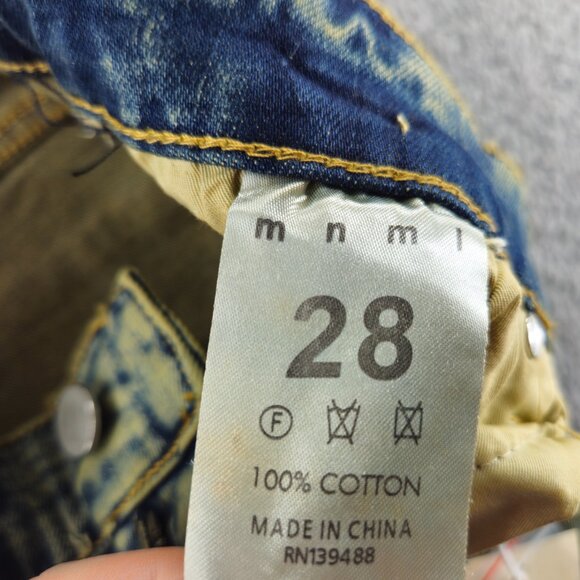 m n m l
28
F
100% COTTON
MADE IN CHINA
RN139488